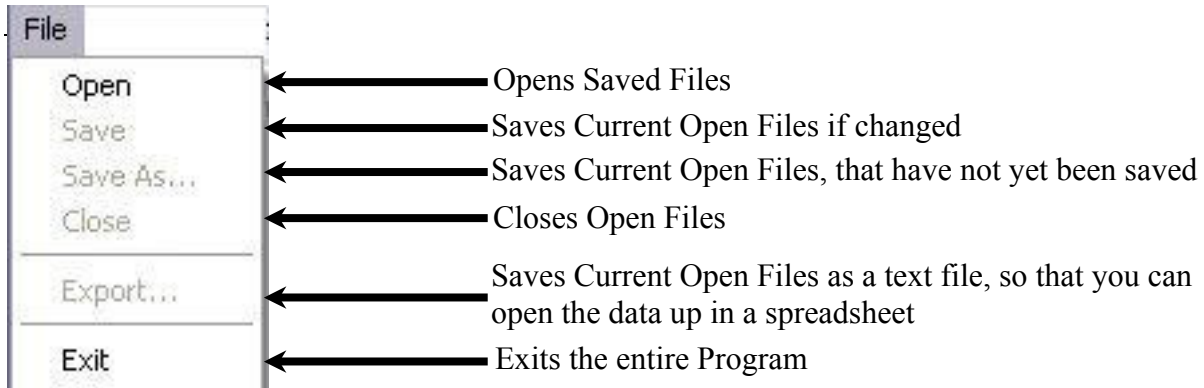 File
Open
Opens Saved Files
Save
Saves Current Open Files if changed
Save As...
Saves Current Open Files, that have not yet been saved
Close
Closes Open Files
Export...
Saves Current Open Files as a text file, so that you can
open the data up in a spreadsheet
Exit
Exits the entire Program